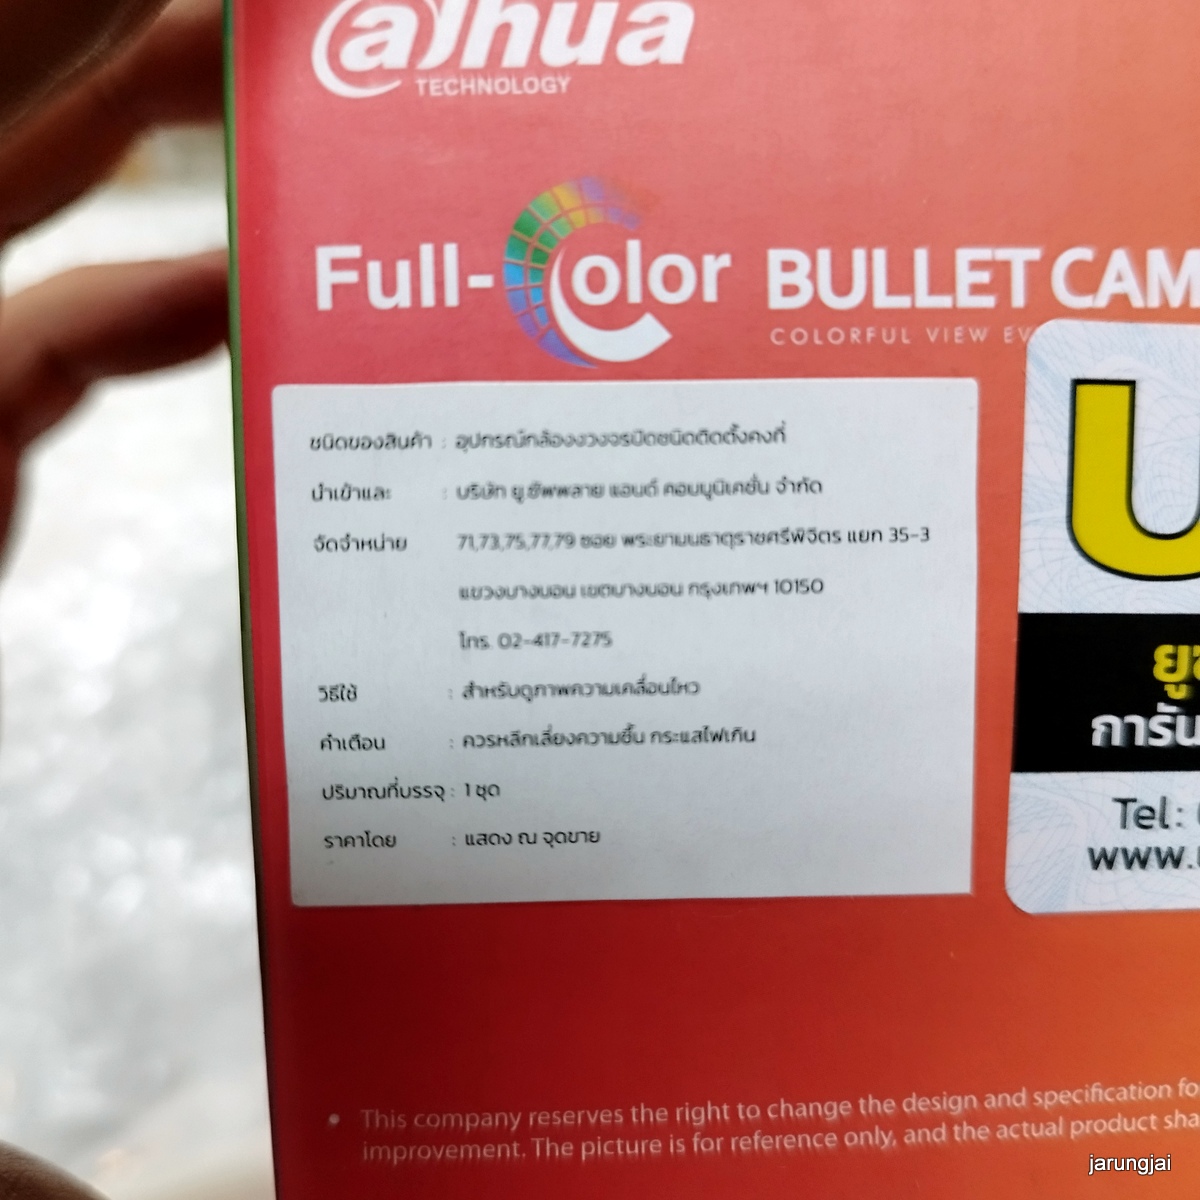 alhua
TECHNOLOGY
Full-Color BULLET CAM
COLORFUL VIEW EV
ชนิดของสินค้า : อุปกรณ์กล้องวงจรปิดชนิดติดตั้งคงที่
นำเข้าและ : บริษัท ยู.ซัพพลาย แอนด์ คอมมูนิเคชั่น จำกัด
จัดจำหน่าย 71,73,75,77,79 ซอย พระยามนธาตุราชศรีพิจิตร แยก 35-3
แขวงบางบอน เขตบางบอน กรุงเทพฯ 10150
โทร. 02-417-7275
วิธีใช้ : สำหรับดูภาพความเคลื่อนไหว
คำเตือน : ควรหลีกเลี่ยงความชื้น กระแสไฟเกิน
ปริมาณที่บรรจุ : 1 ชุด
ราคาโดย : แสดง ณ จุดขาย
U
ยู
การัน
Tel:
www.
• This company reserves the right to change the design and specification fo
improvement. The picture is for reference only, and the actual product sha
jarungjai